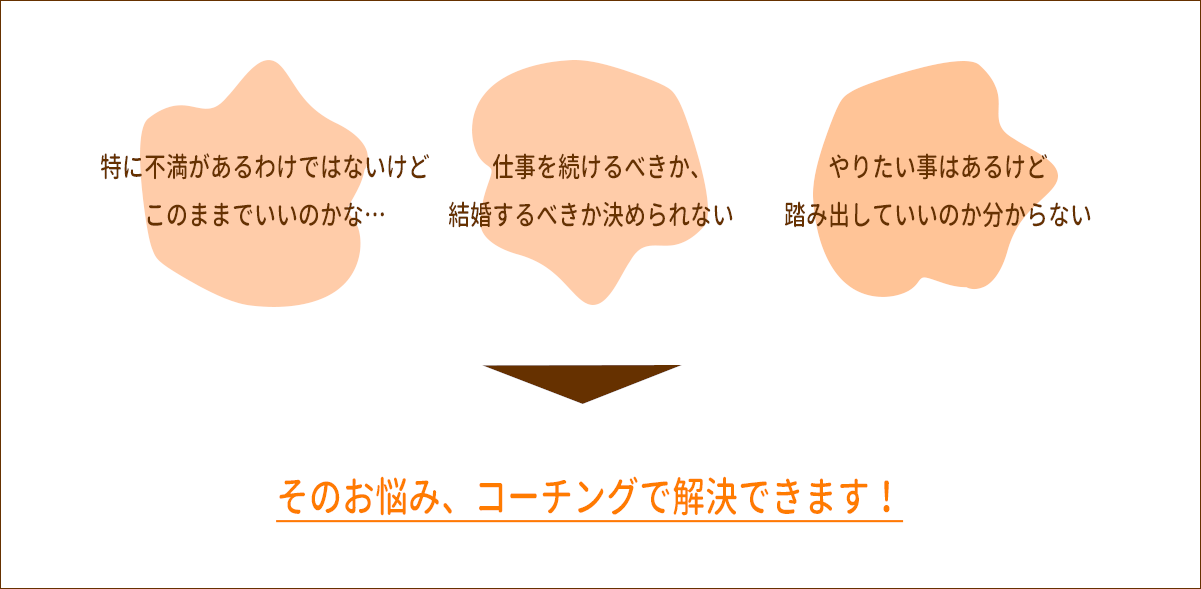 特に不満があるわけではないけど
このままでいいのかな…
仕事を続けるべきか、
結婚するべきか決められない
やりたい事はあるけど
踏み出していいのか分からない
そのお悩み、コーチングで解決できます！